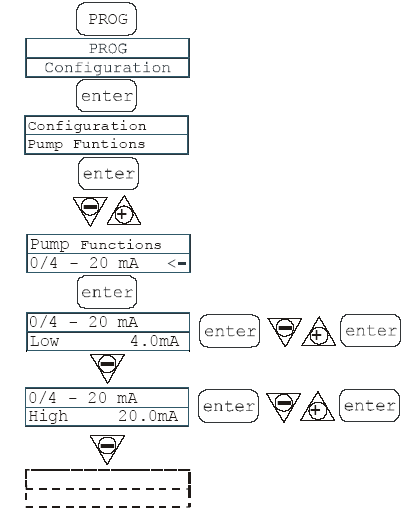 PROG
PROG
Configuration
enter
Configuration
Pump Funtions
enter
Pump Functions
0/4 - 20 mA <-
enter
0/4 - 20 mA
Low 4.0mA
enter enter
0/4 - 20 mA
High 20.0mA
enter enter